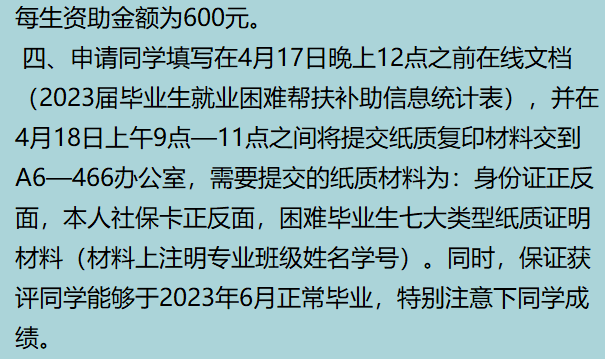 每生资助金额为600元。
四、申请同学填写在4月17日晚上12点之前在线文档
（2023届毕业生就业困难帮扶补助信息统计表），并在
4月18日上午9点—11点之间将提交纸质复印材料交到
A6—466办公室，需要提交的纸质材料为：身份证正反
面，本人社保卡正反面，困难毕业生七大类型纸质证明
材料（材料上注明专业班级姓名学号）。同时，保证获
评同学能够于2023年6月正常毕业，特别注意下同学成
绩。